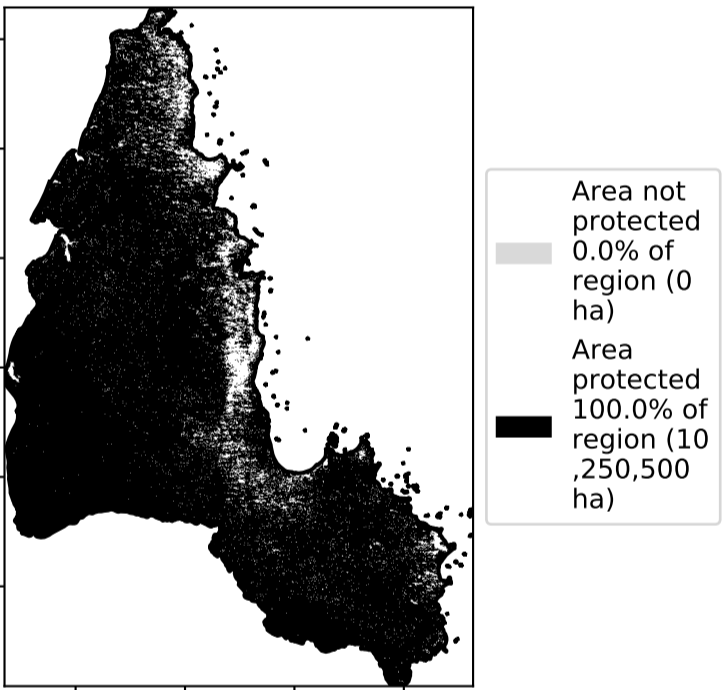 Area not
protected
0.0% of
region (0
ha)
Area
protected
100.0% of
region (10
,250,500
ha)